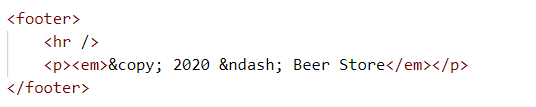 <footer>
    <hr />
    <p><em>&copy; 2020 &ndash; Beer Store</em></p>
</footer>